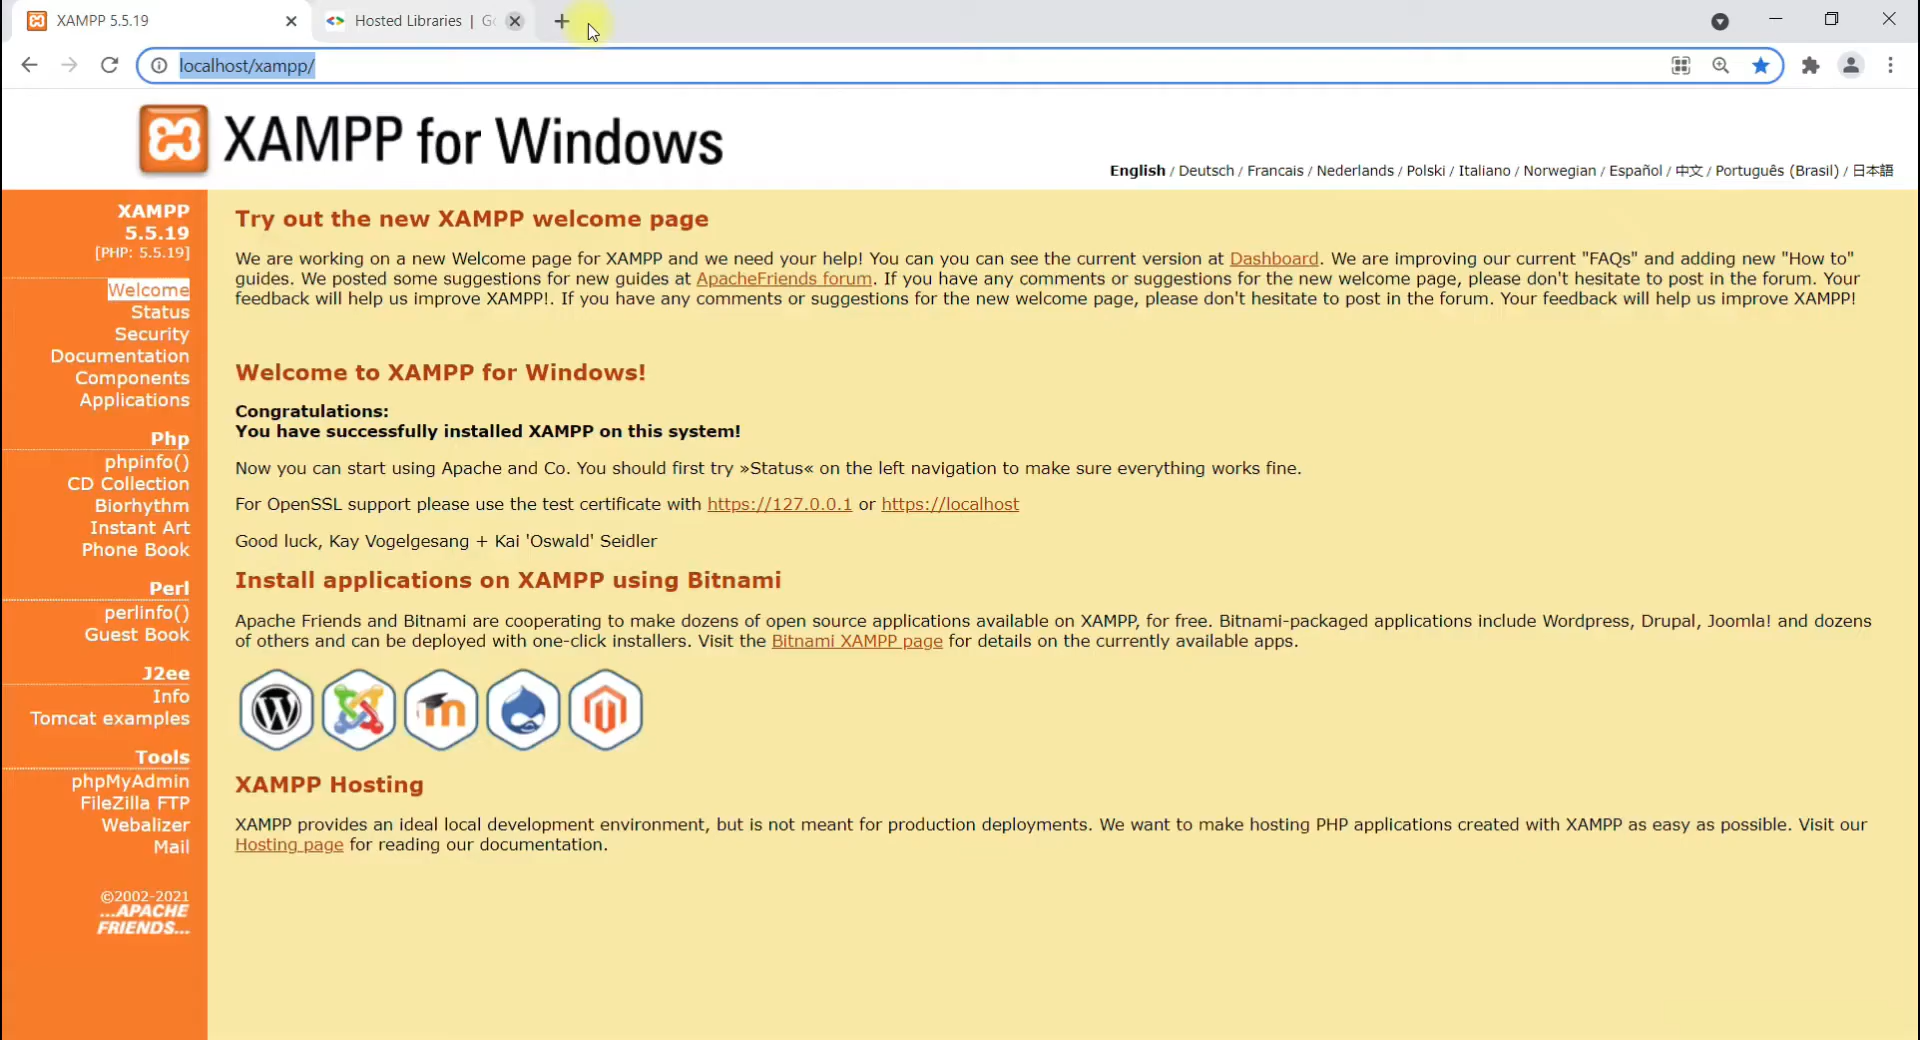 XAMPP 5.5.19
Hosted Libraries | Go
localhost/xampp/
XAMPP for Windows
English / Deutsch / Francais / Nederlands / Polski / Italiano / Norwegian / Español / 中文 / Português (Brasil) / 日本語
XAMPP
5.5.19
[PHP: 5.5.19]
Welcome
Status
Security
Documentation
Components
Applications
Php
phpinfo()
CD Collection
Biorhythm
Instant Art
Phone Book
Perl
perlinfo()
Guest Book
J2ee
Info
Tomcat examples
Tools
phpMyAdmin
FileZilla FTP
Webalizer
Mail
©2002-2021
...APACHE
FRIENDS...
Try out the new XAMPP welcome page
We are working on a new Welcome page for XAMPP and we need your help! You can you can see the current version at Dashboard. We are improving our current "FAQs" and adding new "How to"
guides. We posted some suggestions for new guides at ApacheFriends forum. If you have any comments or suggestions for the new welcome page, please don't hesitate to post in the forum. Your
feedback will help us improve XAMPP!. If you have any comments or suggestions for the new welcome page, please don't hesitate to post in the forum. Your feedback will help us improve XAMPP!
Welcome to XAMPP for Windows!
Congratulations:
You have successfully installed XAMPP on this system!
Now you can start using Apache and Co. You should first try »Status« on the left navigation to make sure everything works fine.
For OpenSSL support please use the test certificate with https://127.0.0.1 or https://localhost
Good luck, Kay Vogelgesang + Kai 'Oswald' Seidler
Install applications on XAMPP using Bitnami
Apache Friends and Bitnami are cooperating to make dozens of open source applications available on XAMPP, for free. Bitnami-packaged applications include Wordpress, Drupal, Joomla! and dozens
of others and can be deployed with one-click installers. Visit the Bitnami XAMPP page for details on the currently available apps.
XAMPP Hosting
XAMPP provides an ideal local development environment, but is not meant for production deployments. We want to make hosting PHP applications created with XAMPP as easy as possible. Visit our
Hosting page for reading our documentation.